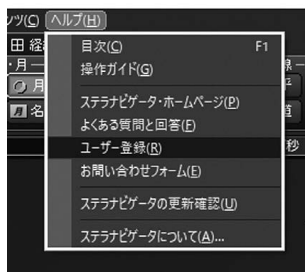 ンツ(C) ヘルプ(H)
目次(C) F1
操作ガイド(G)
ステラナビゲータ・ホームページ(P)
よくある質問と回答(F)
ユーザー登録(R)
お問い合わせフォーム(E)
ステラナビゲータの更新確認(U)
ステラナビゲータについて(A)...
田 経
・月
月
名
線
秒